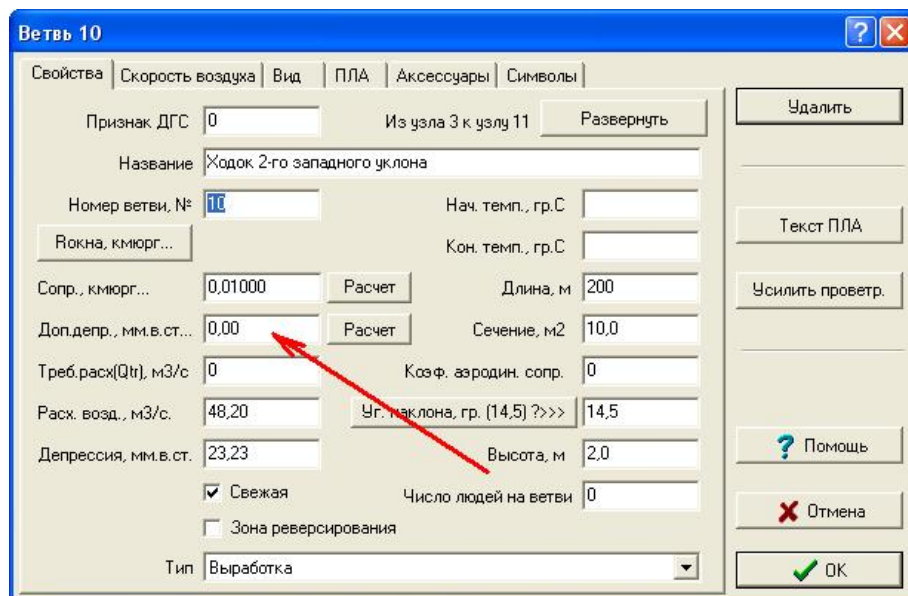 Ветвь 10
Свойства Скорость воздуха Вид ПЛА Аксессуары Символы
Признак ДГС 0 Из узла 3 к узлу 11 Развернуть
Название Ходок 2-го западного уклона
Номер ветви, № 10 Нач. темп., гр.С
Rокна, кмюрг... Кон. темп., гр.С
Сопр., кмюрг... 0,01000 Расчет Длина, м 200
Доп.депр., мм.в.ст... 0,00 Расчет Сечение, м2 10,0
Треб.расх(Qtr), м3/с 0 Коэф. аэродин. сопр. 0
Расх. возд., м3/с. 48,20 Уг. наклона, гр. (14,5) ?>>> 14,5
Депрессия, мм.в.ст. 23,23 Высота, м 2,0
Свежая Число людей на ветви 0
Зона реверсирования
Тип Выработка
Удалить
Текст ПЛА
Усилить проветр.
Помощь
Отмена
OK